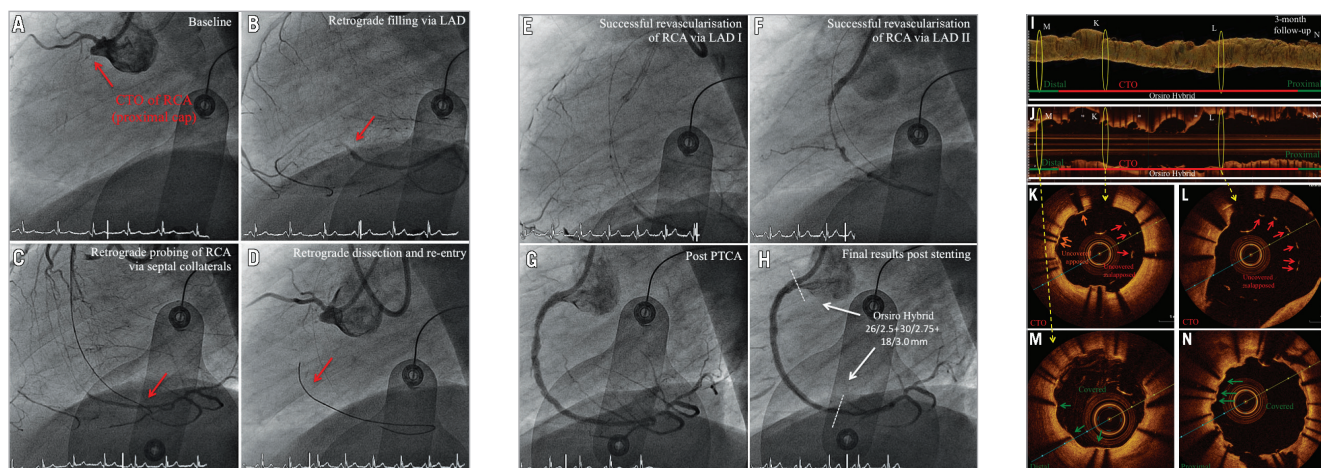 A
Baseline
CTO of RCA
(proximal cap)
B
Retrograde filling via LAD
C
Retrograde probing of RCA
via septal collaterals
D
Retrograde dissection and re-entry
E
Successful revascularisation
of RCA via LAD I
F
Successful revascularisation
of RCA via LAD II
G
Post PTCA
H
Final results post stenting
Orsiro Hybrid
26/2.5+30/2.75+
18/3.0 mm
I
M
K
L
3-month
follow-up
N
Distal
CTO
Proximal
Orsiro Hybrid
J
M
K
L
N
Distal
CTO
Proximal
Orsiro Hybrid
K
Uncovered
apposed
Uncovered
malapposed
CTO
L
Uncovered
malapposed
CTO
M
Covered
Distal
N
Covered
Proximal